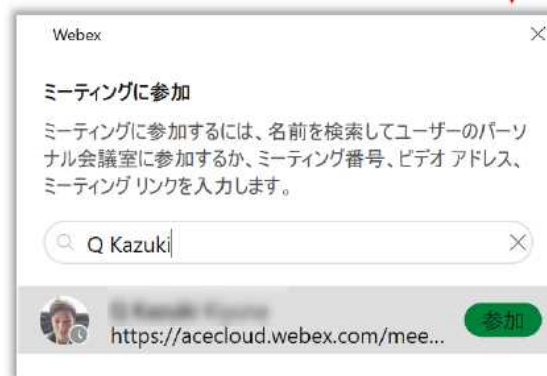 Webex
ミーティングに参加
ミーティングに参加するには、名前を検索してユーザーのパーソ
ナル会議室に参加するか、ミーティング番号、ビデオ アドレス、
ミーティング リンクを入力します。
Q Kazuki
https://acecloud.webex.com/mee...
参加